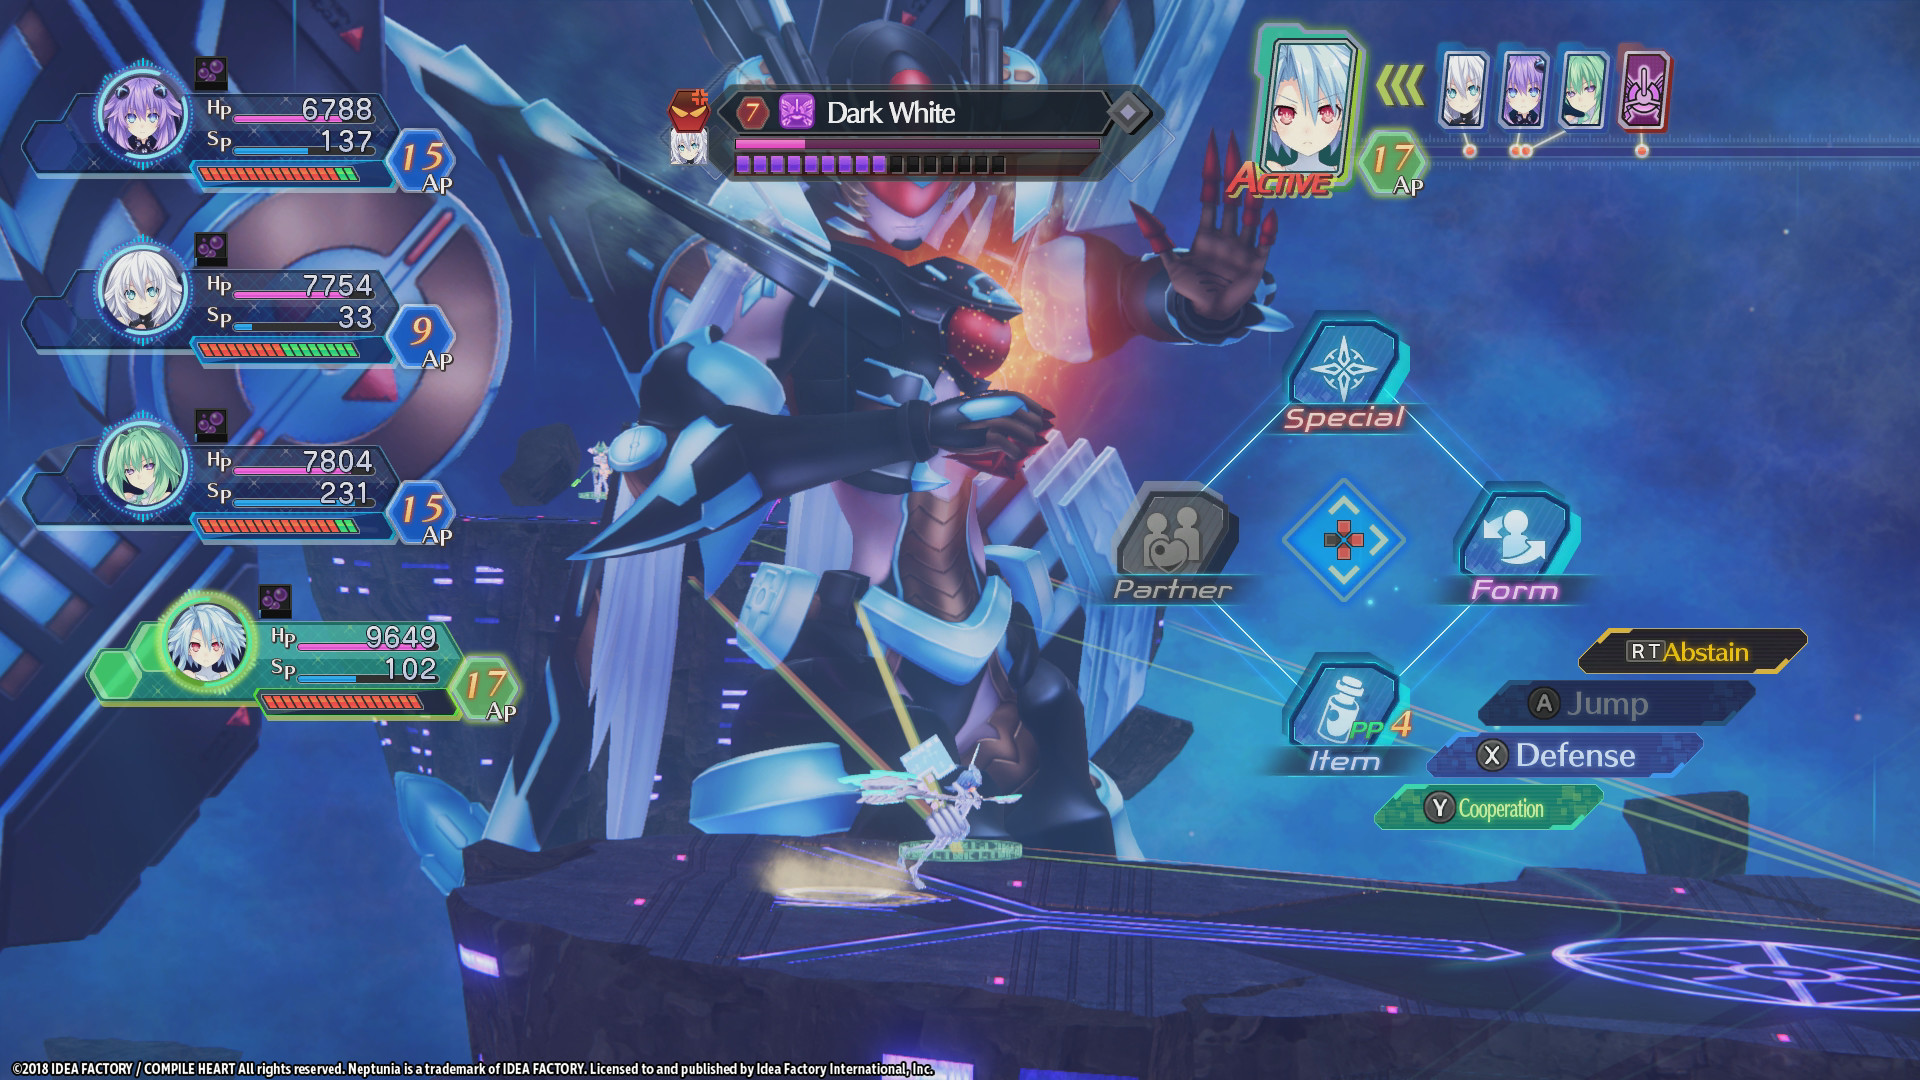 Hp 6788
Sp 137
15 Ap
Hp 7754
Sp 33
9 Ap
Hp 7804
Sp 231
15 Ap
Hp 9649
Sp 102
17 Ap
7 Dark White
ACTIVE
17 Ap
Special
Partner
Form
Item
PP 4
RT Abstain
A Jump
X Defense
Y Cooperation
©2018 IDEA FACTORY / COMPILE HEART All rights reserved. Neptunia is a trademark of IDEA FACTORY. Licensed to and published by Idea Factory International, Inc.